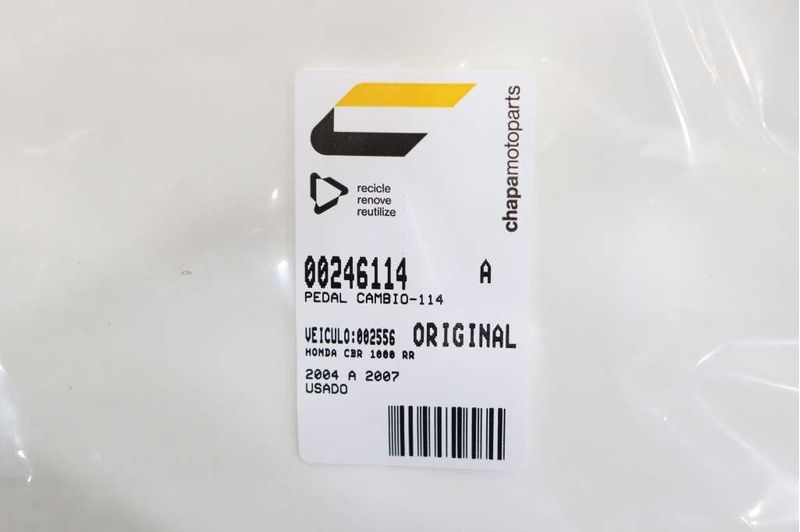 chapamotoparts
recicle
renove
reutilize
00246114 A
PEDAL CAMBIO-114
VEICULO:002556 ORIGINAL
HONDA CBR 1000 RR
2004 A 2007
USADO